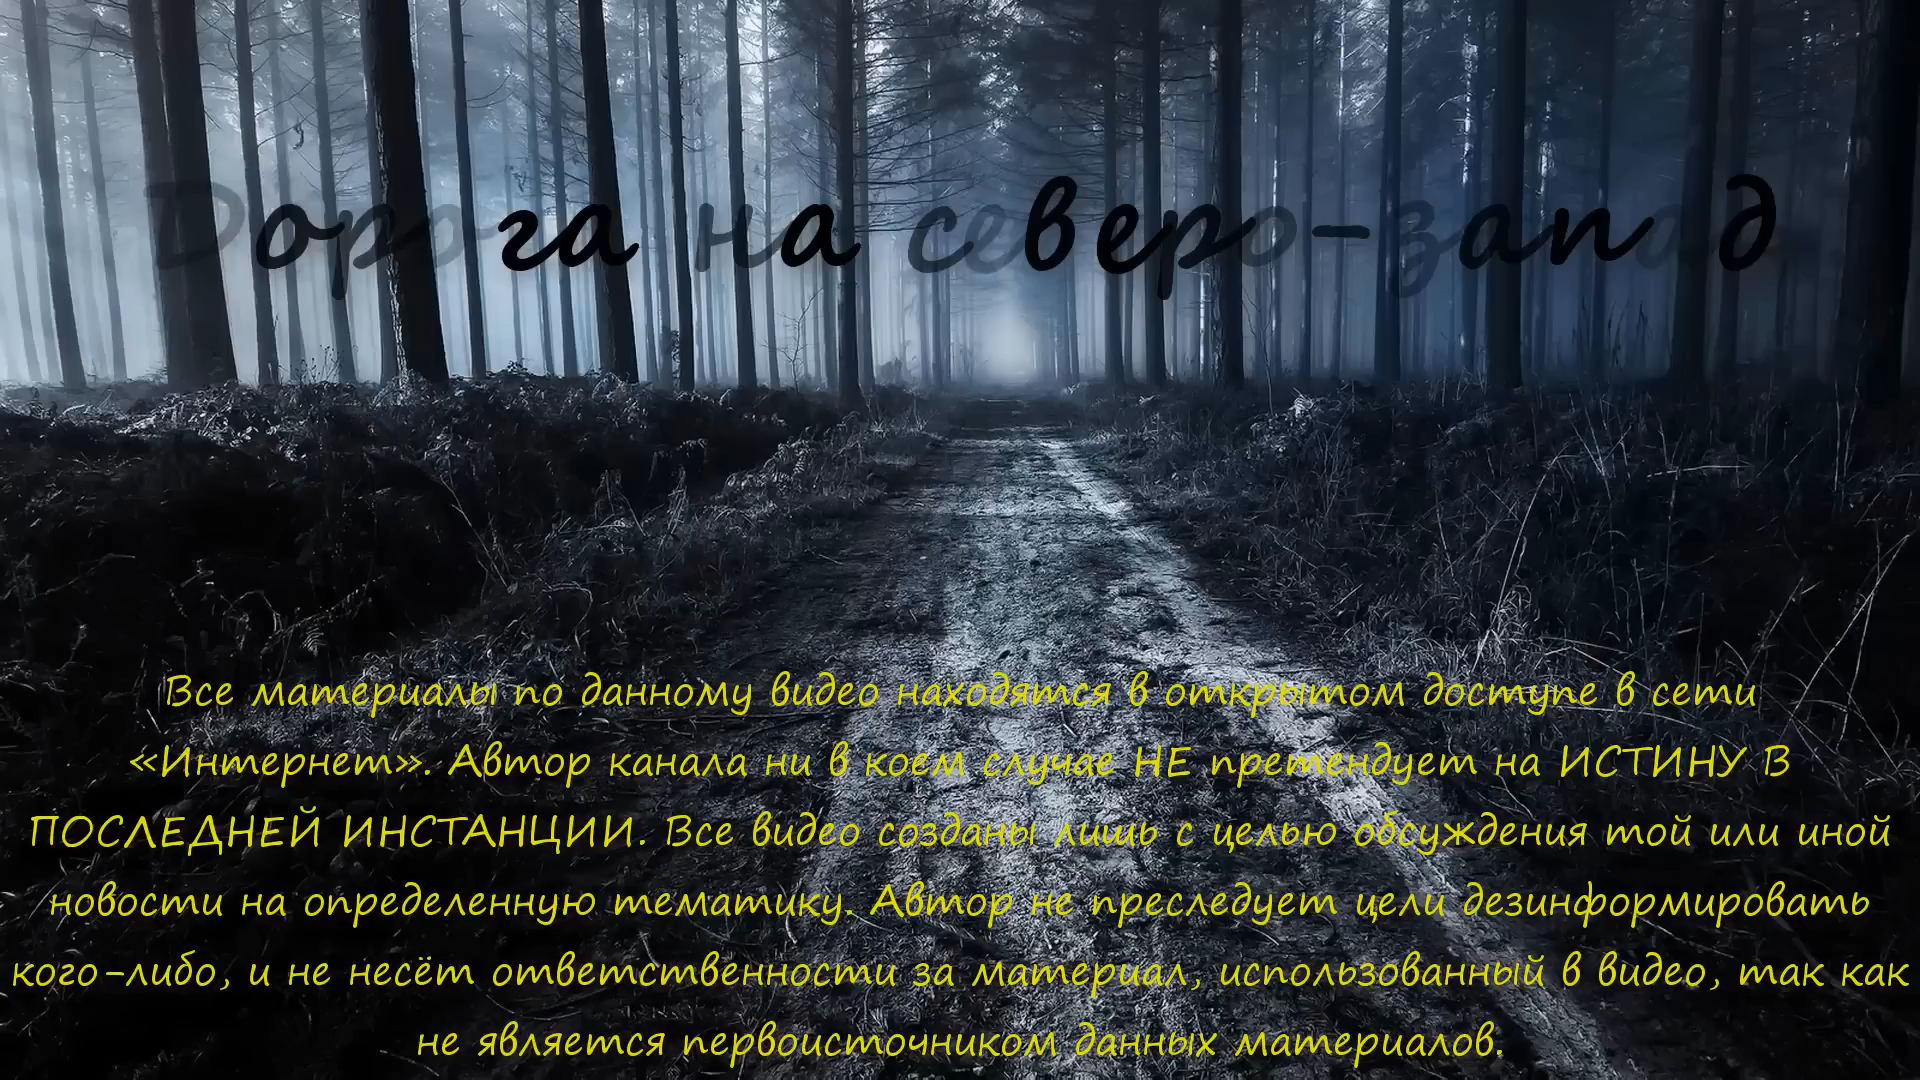 Дорога на северо-запад
Все материалы по данному видео находятся в открытом доступе в сети
«Интернет». Автор канала ни в коем случае НЕ претендует на ИСТИНУ В
ПОСЛЕДНЕЙ ИНСТАНЦИИ. Все видео созданы лишь с целью обсуждения той или иной
новости на определенную тематику. Автор не преследует цели дезинформировать
кого-либо, и не несёт ответственности за материал, использованный в видео, так как
не является первоисточником данных материалов.